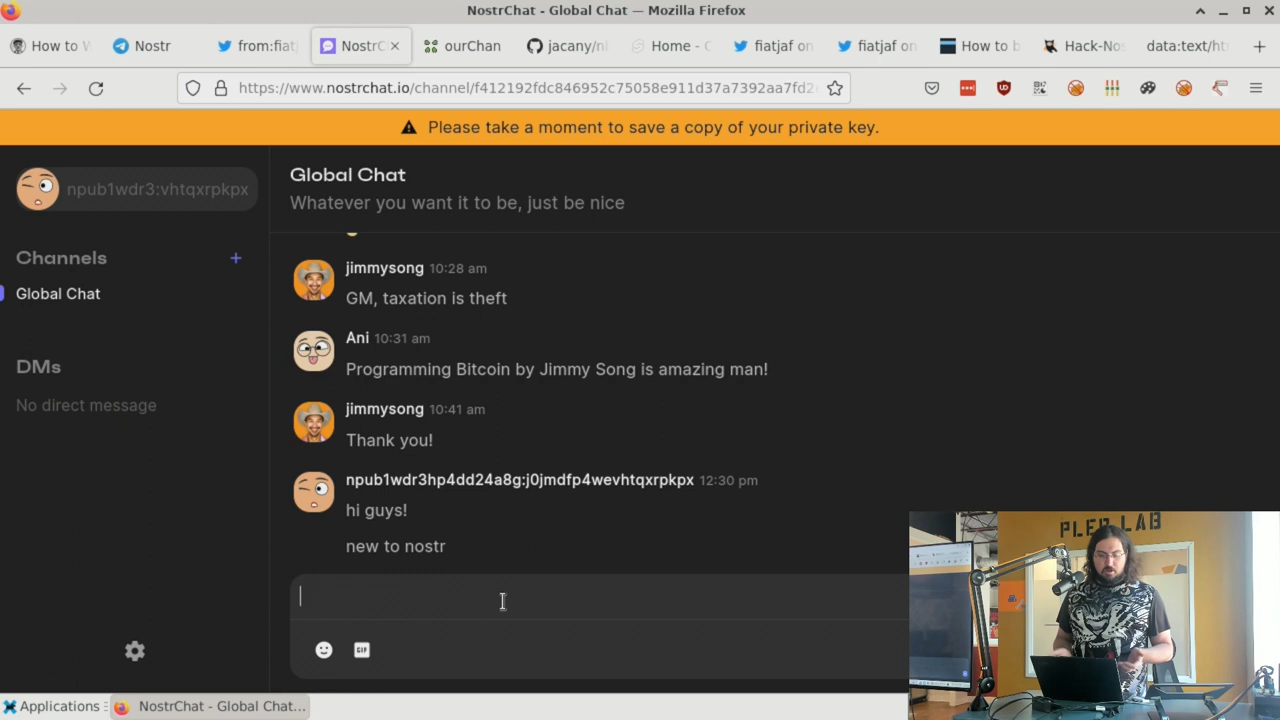 NostrChat - Global Chat — Mozilla Firefox
How to W
Nostr
from:fiatj
NostrC
ourChan
jacany/ni
Home - C
fiatjaf on
fiatjaf on
How to b
Hack-Nos
data:text/ht
https://www.nostrchat.io/channel/f412192fdc846952c75058e911d37a7392aa7fd2
Please take a moment to save a copy of your private key.
npub1wdr3:vhtqxrpkpx
Global Chat
Whatever you want it to be, just be nice
Channels +
Global Chat
DMs
No direct message
jimmysong 10:28 am
GM, taxation is theft
Ani 10:31 am
Programming Bitcoin by Jimmy Song is amazing man!
jimmysong 10:41 am
Thank you!
npub1wdr3hp4dd24a8g:j0jmdfp4wevhtqxrpkpx 12:30 pm
hi guys!
new to nostr
GIF
PLEB LAB
Applications
NostrChat - Global Chat...